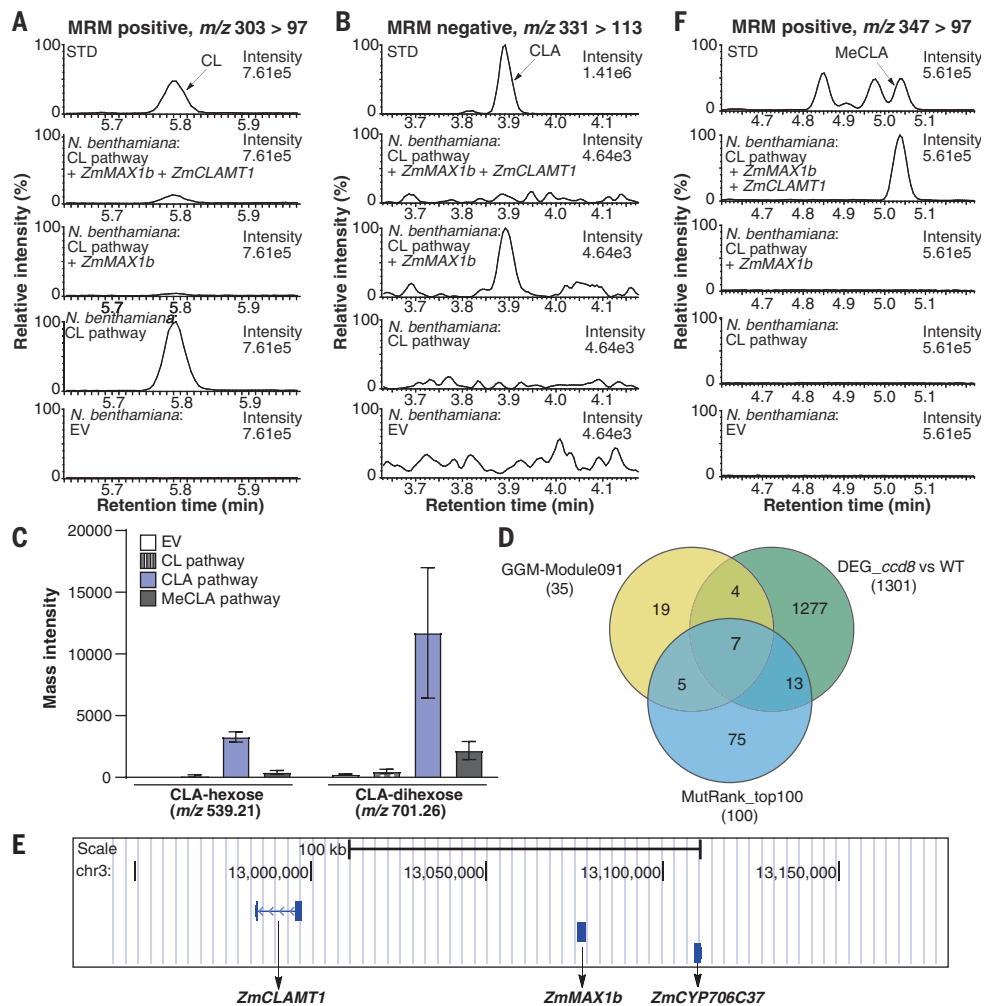 A
MRM positive, m/z 303 > 97
100
STD
CL
Intensity
7.61e5
0
5.7 5.8 5.9
100
N. benthamiana:
CL pathway
+ ZmMAX1b + ZmCLAMT1
Intensity
7.61e5
0
5.7 5.8 5.9
100
N. benthamiana:
CL pathway
+ ZmMAX1b
Intensity
7.61e5
0
5.7 5.8 5.9
100
N. benthamiana:
CL pathway
Intensity
7.61e5
0
5.7 5.8 5.9
100
N. benthamiana:
EV
Intensity
7.61e5
0
5.7 5.8 5.9
Retention time (min)
Relative intensity (%)
B
MRM negative, m/z 331 > 113
100
STD
CLA
Intensity
1.41e6
0
3.7 3.8 3.9 4.0 4.1
100
N. benthamiana:
CL pathway
+ ZmMAX1b + ZmCLAMT1
Intensity
4.64e3
0
3.7 3.8 3.9 4.0 4.1
100
N. benthamiana:
CL pathway
+ ZmMAX1b
Intensity
4.64e3
0
3.7 3.8 3.9 4.0 4.1
100
N. benthamiana:
CL pathway
Intensity
4.64e3
0
3.7 3.8 3.9 4.0 4.1
100
N. benthamiana:
EV
Intensity
4.64e3
0
3.7 3.8 3.9 4.0 4.1
Retention time (min)
Relative intensity (%)
F
MRM positive, m/z 347 > 97
100
STD
MeCLA
Intensity
5.61e5
0
4.7 4.8 4.9 5.0 5.1
100
N. benthamiana:
CL pathway
+ ZmMAX1b
+ ZmCLAMT1
Intensity
5.61e5
0
4.7 4.8 4.9 5.0 5.1
100
N. benthamiana:
CL pathway
+ ZmMAX1b
Intensity
5.61e5
0
4.7 4.8 4.9 5.0 5.1
100
N. benthamiana:
CL pathway
Intensity
5.61e5
0
4.7 4.8 4.9 5.0 5.1
100
N. benthamiana:
EV
Intensity
5.61e5
0
4.7 4.8 4.9 5.0 5.1
Retention time (min)
Relative intensity (%)
C
20000
15000
10000
5000
0
Mass intensity
EV
CL pathway
CLA pathway
MeCLA pathway
CLA-hexose
(m/z 539.21)
CLA-dihexose
(m/z 701.26)
D
GGM-Module091
(35)
DEG_ccd8 vs WT
(1301)
19
4
1277
7
5
13
75
MutRank_top100
(100)
E
Scale
100 kb
chr3:
13,000,000
13,050,000
13,100,000
13,150,000
ZmCLAMT1
ZmMAX1b
ZmCYP706C37